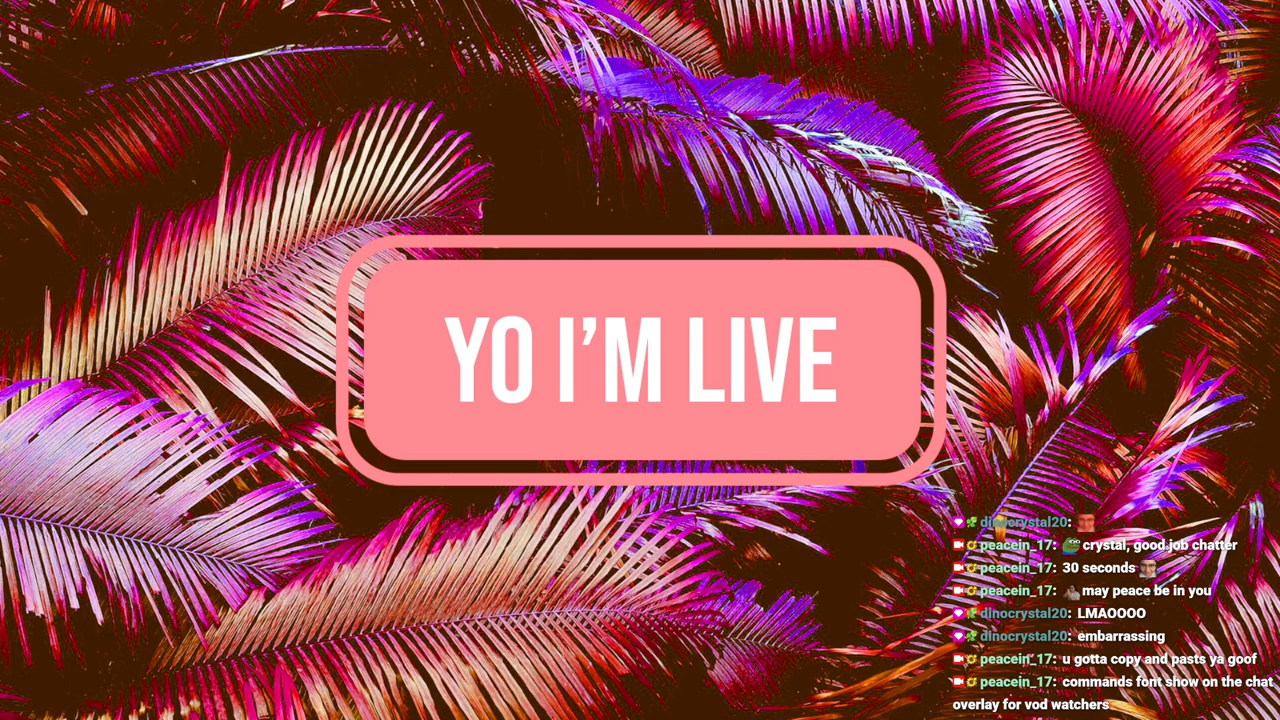 YO I’M LIVE
dinocrystal20:
peacein_17: crystal, good job chatter
peacein_17: 30 seconds
peacein_17: may peace be in you
dinocrystal20: LMAOOOO
dinocrystal20: embarrassing
peacein_17: u gotta copy and pasts ya goof
peacein_17: commands font show on the chat
overlay for vod watchers